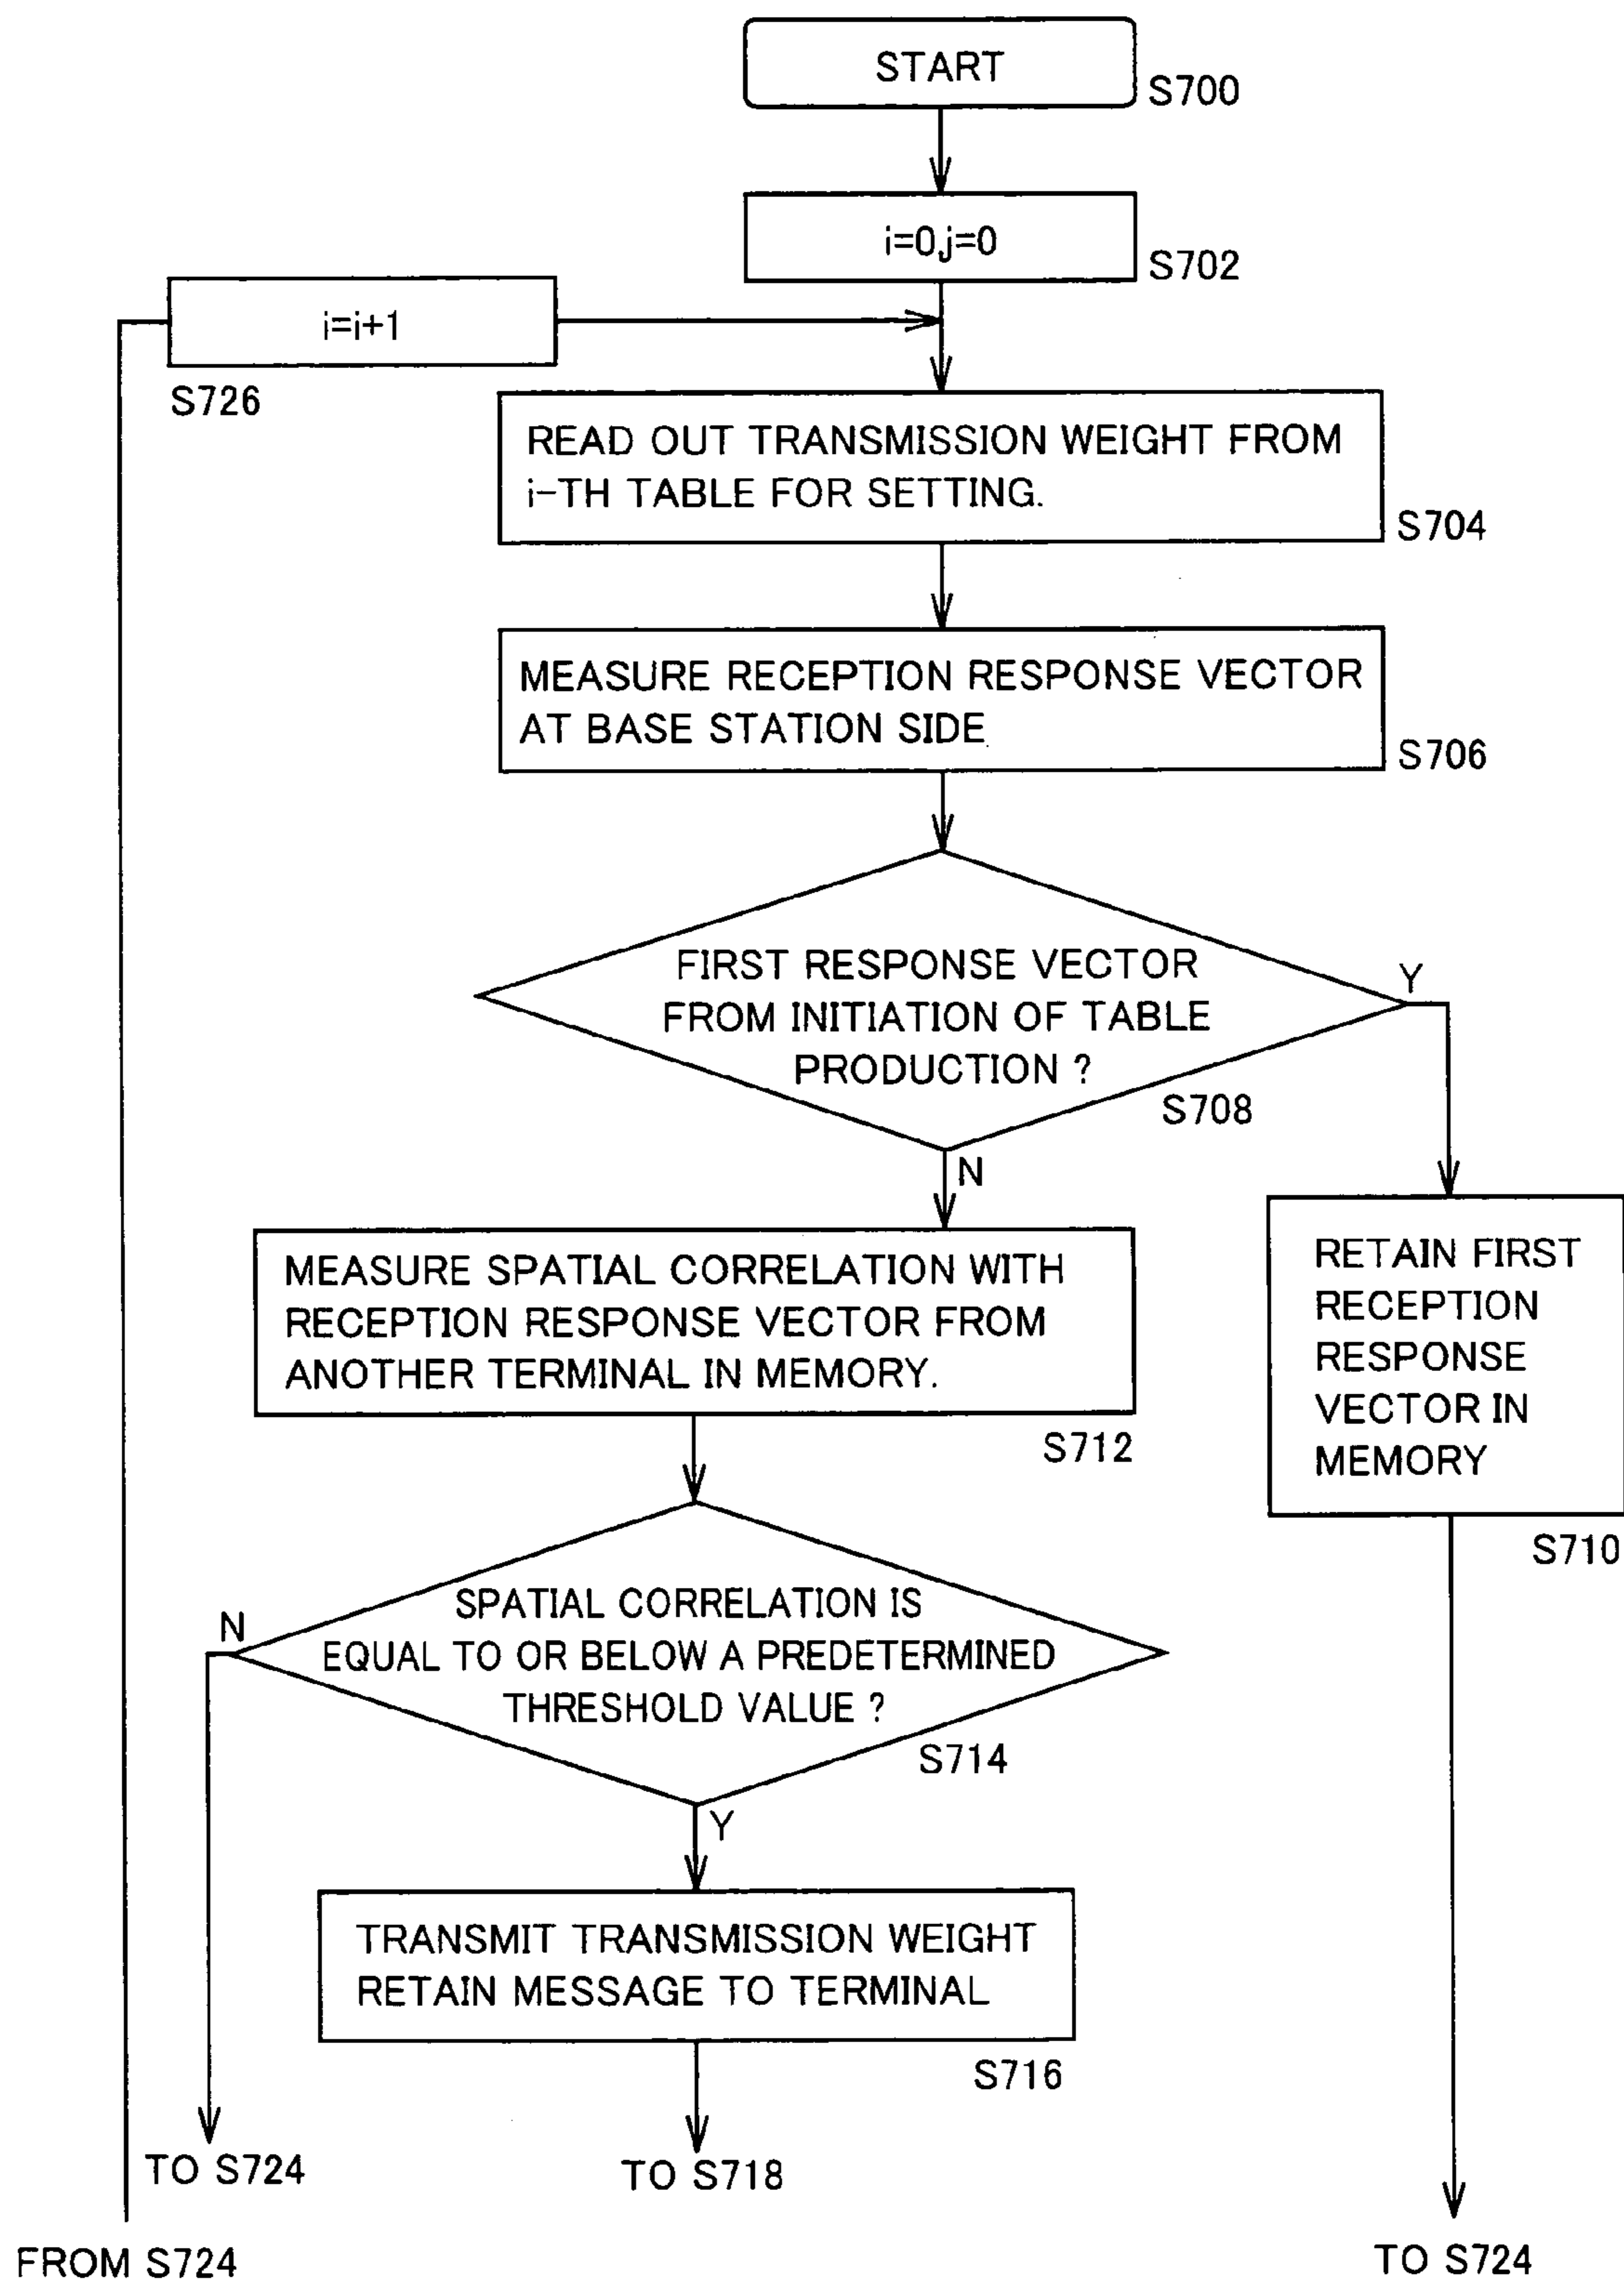 START
S700
i=0,j=0
S702
i=i+1
S726
READ OUT TRANSMISSION WEIGHT FROM
i-TH TABLE FOR SETTING.
S704
MEASURE RECEPTION RESPONSE VECTOR
AT BASE STATION SIDE
S706
FIRST RESPONSE VECTOR
FROM INITIATION OF TABLE
PRODUCTION ?
S708
Y
N
RETAIN FIRST
RECEPTION
RESPONSE
VECTOR IN
MEMORY
S710
MEASURE SPATIAL CORRELATION WITH
RECEPTION RESPONSE VECTOR FROM
ANOTHER TERMINAL IN MEMORY.
S712
SPATIAL CORRELATION IS
EQUAL TO OR BELOW A PREDETERMINED
THRESHOLD VALUE ?
S714
N
Y
TRANSMIT TRANSMISSION WEIGHT
RETAIN MESSAGE TO TERMINAL
S716
TO S724
TO S718
FROM S724
TO S724